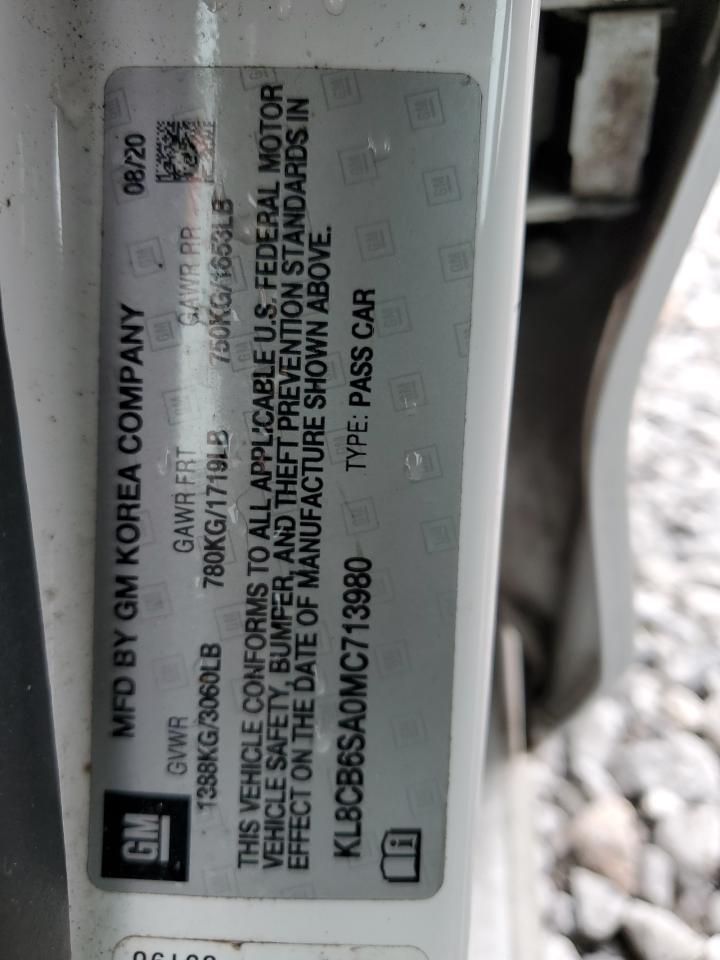 GM
MFD BY GM KOREA COMPANY 08/20
GVWR GAWR FRT GAWR RR
1388KG/3060LB 780KG/1719LB 750KG/1653LB
THIS VEHICLE CONFORMS TO ALL APPLICABLE U.S. FEDERAL MOTOR
VEHICLE SAFETY, BUMPER, AND THEFT PREVENTION STANDARDS IN
EFFECT ON THE DATE OF MANUFACTURE SHOWN ABOVE.
KL8CB6SA0MC713980 TYPE: PASS CAR